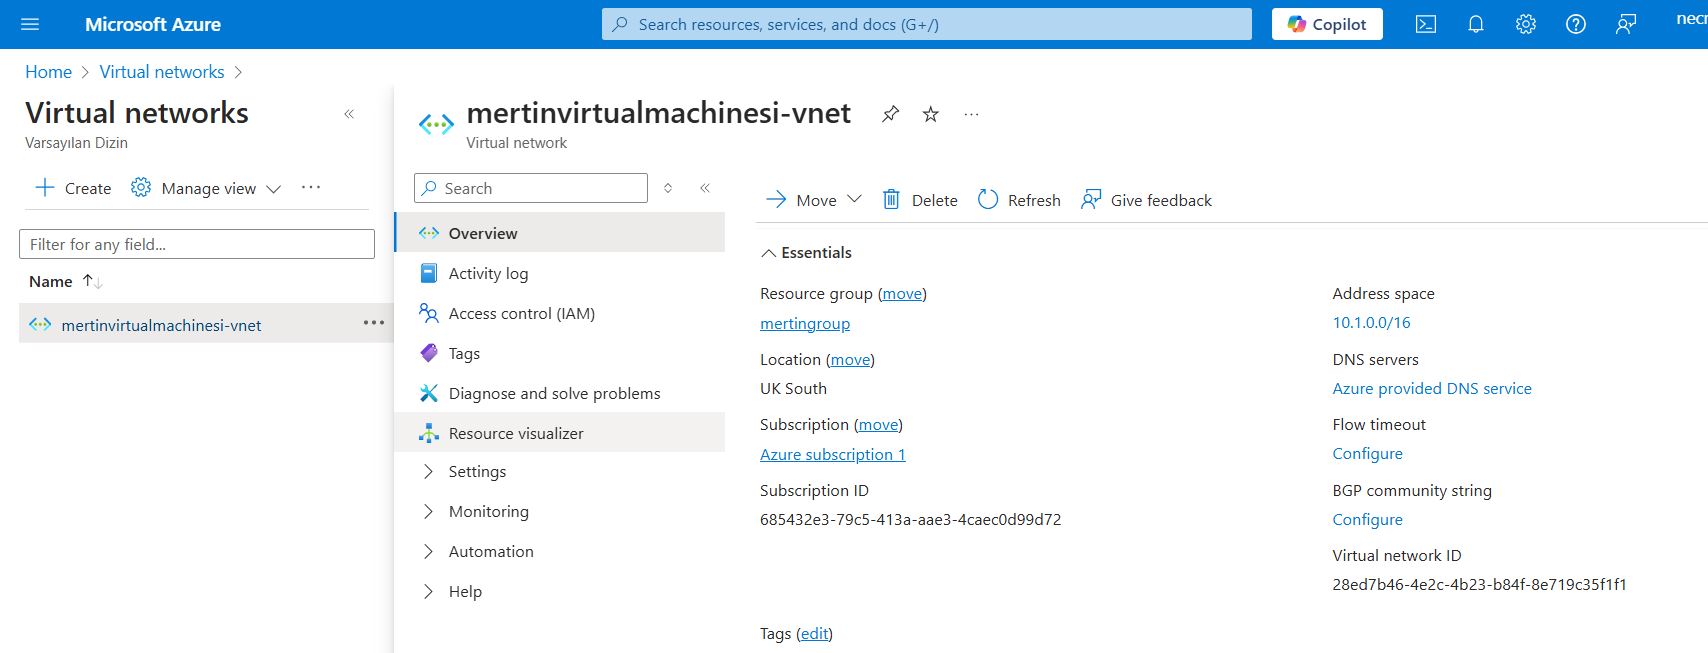 Microsoft Azure
Search resources, services, and docs (G+/)
Copilot
Home > Virtual networks >
Virtual networks
Varsayılan Dizin
Create
Manage view
Filter for any field...
Name
mertinvirtualmachinesi-vnet
mertinvirtualmachinesi-vnet
Virtual network
Search
Overview
Activity log
Access control (IAM)
Tags
Diagnose and solve problems
Resource visualizer
Settings
Monitoring
Automation
Help
Move
Delete
Refresh
Give feedback
Essentials
Resource group (move)
mertingroup
Location (move)
UK South
Subscription (move)
Azure subscription 1
Subscription ID
685432e3-79c5-413a-aae3-4caec0d99d72
Address space
10.1.0.0/16
DNS servers
Azure provided DNS service
Flow timeout
Configure
BGP community string
Configure
Virtual network ID
28ed7b46-4e2c-4b23-b84f-8e719c35f1f1
Tags (edit)